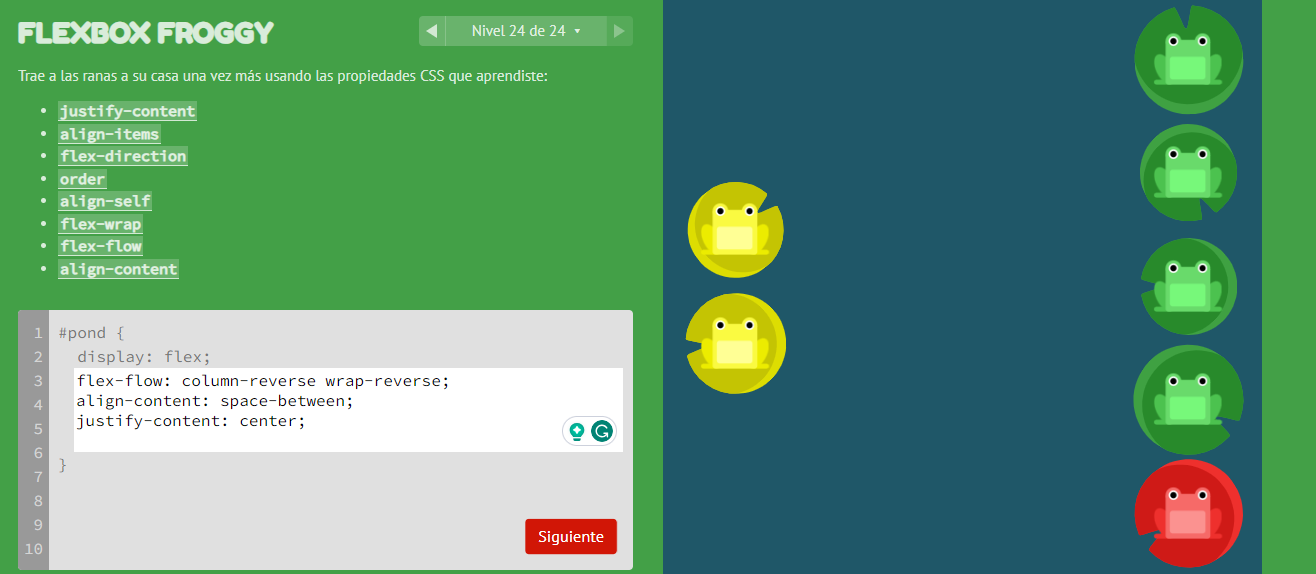 FLEXBOX FROGGY
Nivel 24 de 24
Trae a las ranas a su casa una vez más usando las propiedades CSS que aprendiste:
justify-content
align-items
flex-direction
order
align-self
flex-wrap
flex-flow
align-content
1 #pond {
2 display: flex;
3 flex-flow: column-reverse wrap-reverse;
4 align-content: space-between;
5 justify-content: center;
6
7 }
8
9
10
Siguiente